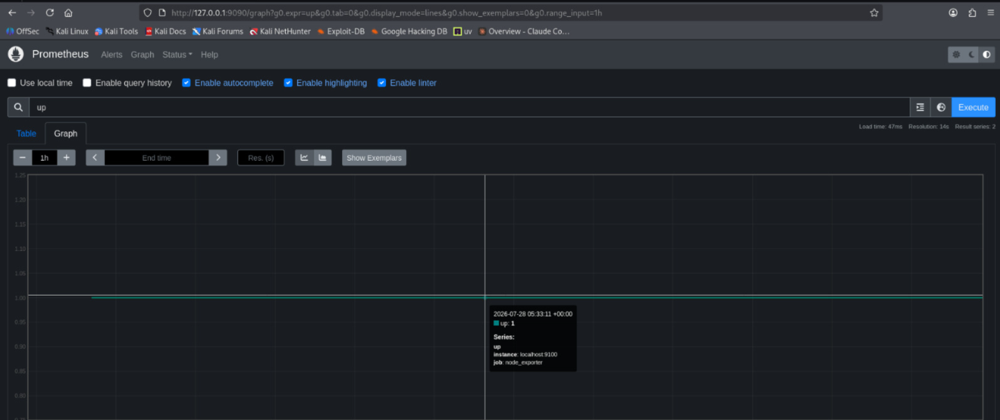 http://127.0.0.1:9090/graph?g0.expr=up&g0.tab=0&g0.display_mode=lines&g0.show_exemplars=0&g0.range_input=1h
OffSec Kali Linux Kali Tools Kali Docs Kali Forums Kali NetHunter Exploit-DB Google Hacking DB uv Overview - Claude Co...
Prometheus Alerts Graph Status Help
Use local time Enable query history Enable autocomplete Enable highlighting Enable linter
up Execute
Load time: 47ms Resolution: 14s Result series: 2
Table Graph
1h End time Res. (s) Show Exemplars
1.25
1.20
1.15
1.10
1.05
1.00
2026-07-28 05:33:11 +00:00
up: 1
Series:
up
instance: localhost:9100
job: node_exporter
0.95
0.90
0.85
0.80
0.75